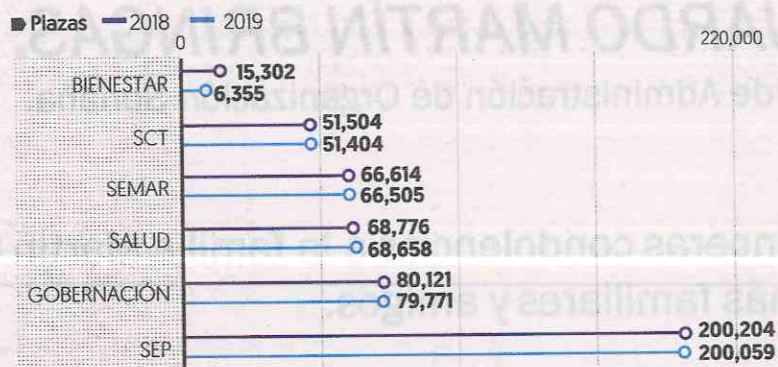 Plazas 2018 2019
0 220,000
BIENESTAR 15,302
6,355
SCT 51,504
51,404
SEMAR 66,614
66,505
SALUD 68,776
68,658
GOBERNACIÓN 80,121
79,771
SEP 200,204
200,059